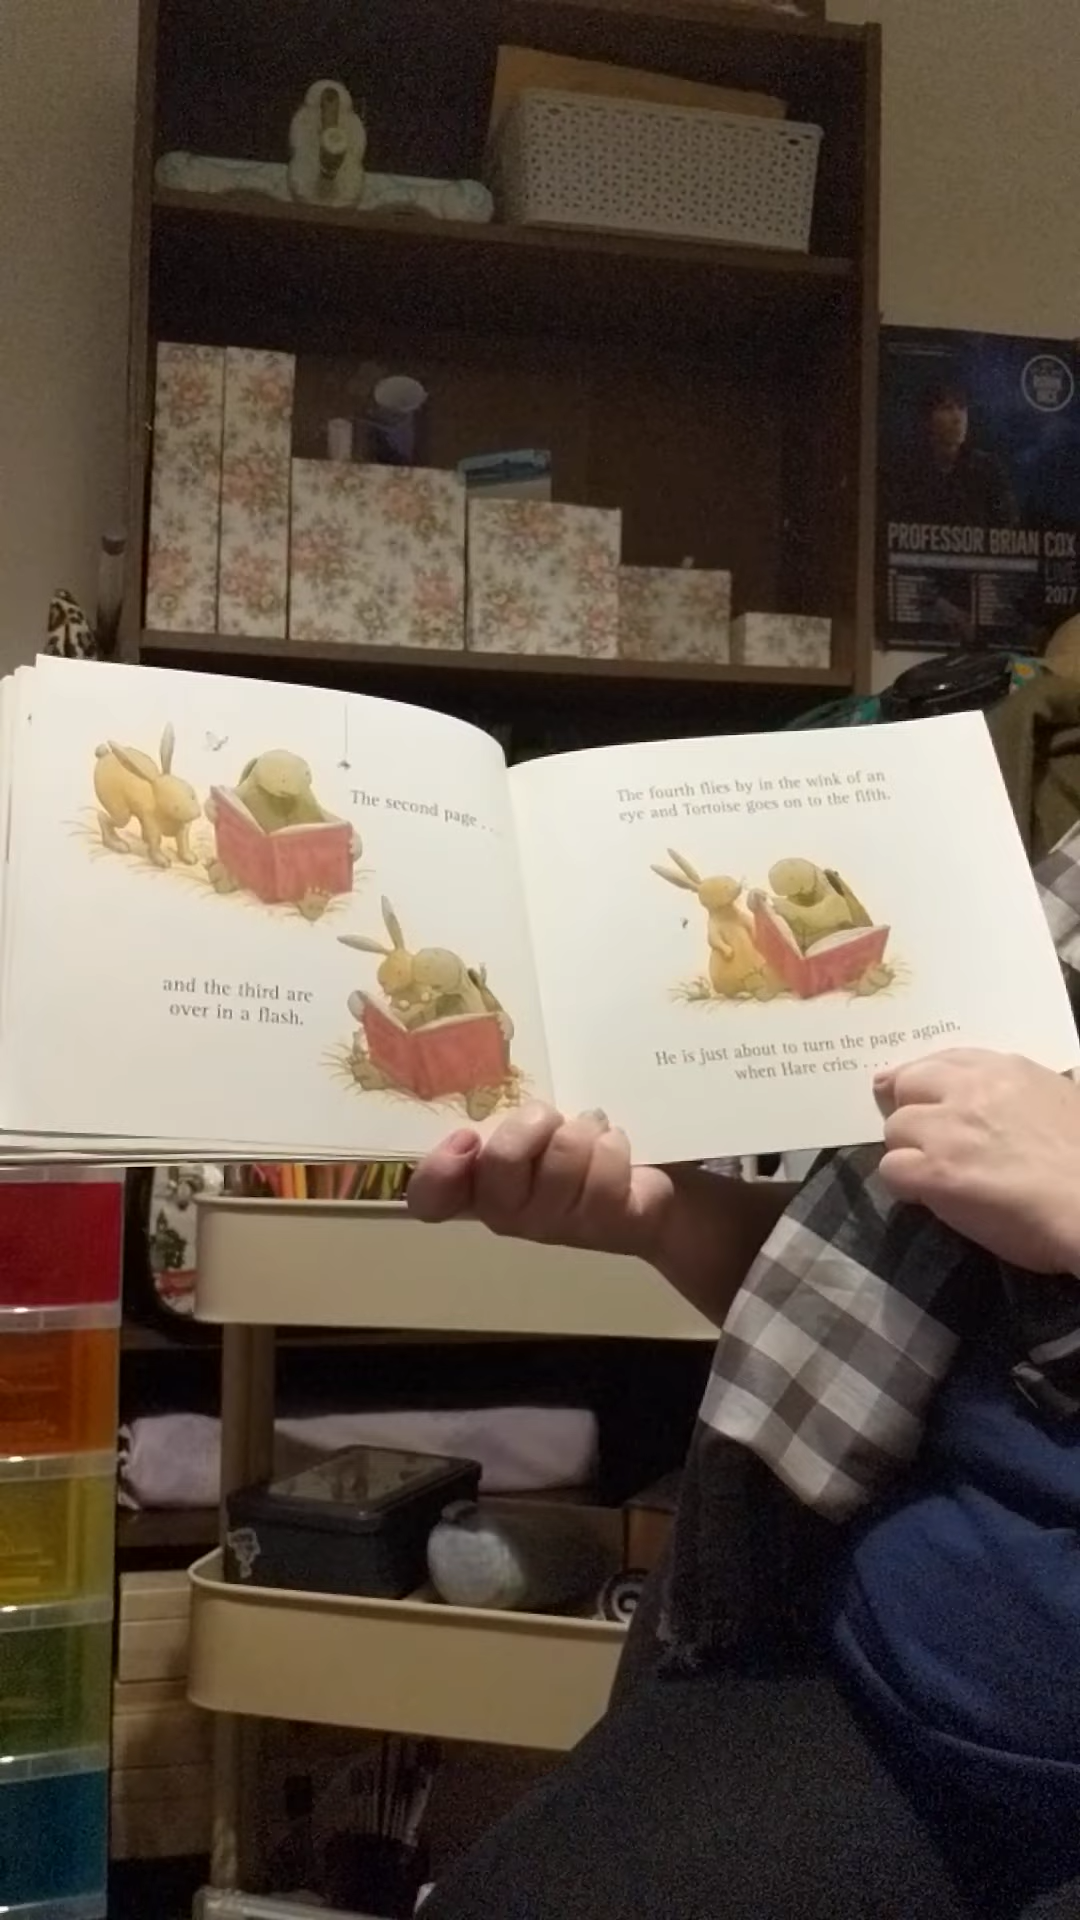 The second page . . .
and the third are
over in a flash.
The fourth flies by in the wink of an
eye and Tortoise goes on to the fifth.
He is just about to turn the page again,
when Hare cries . . .
PROFESSOR BRIAN COX
LIVE
2017